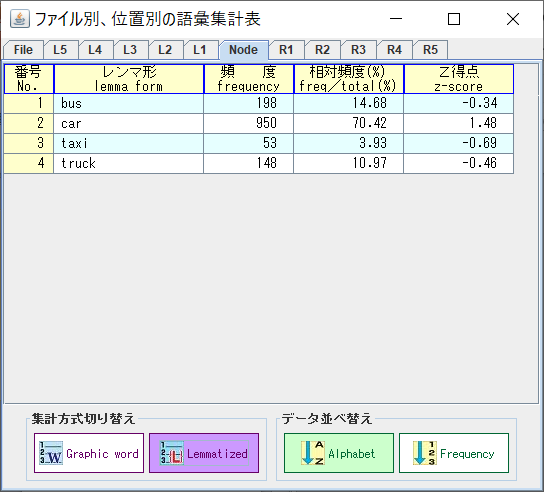 ファイル別、位置別の語彙集計表
File L5 L4 L3 L2 L1 Node R1 R2 R3 R4 R5
番号 レンマ形 頻 度 相対頻度(%) Z得点
No. lemma form frequency freq/total(%) z-score
1 bus 198 14.68 -0.34
2 car 950 70.42 1.48
3 taxi 53 3.93 -0.69
4 truck 148 10.97 -0.46
集計方式切り替え データ並べ替え
Graphic word Lemmatized Alphabet Frequency